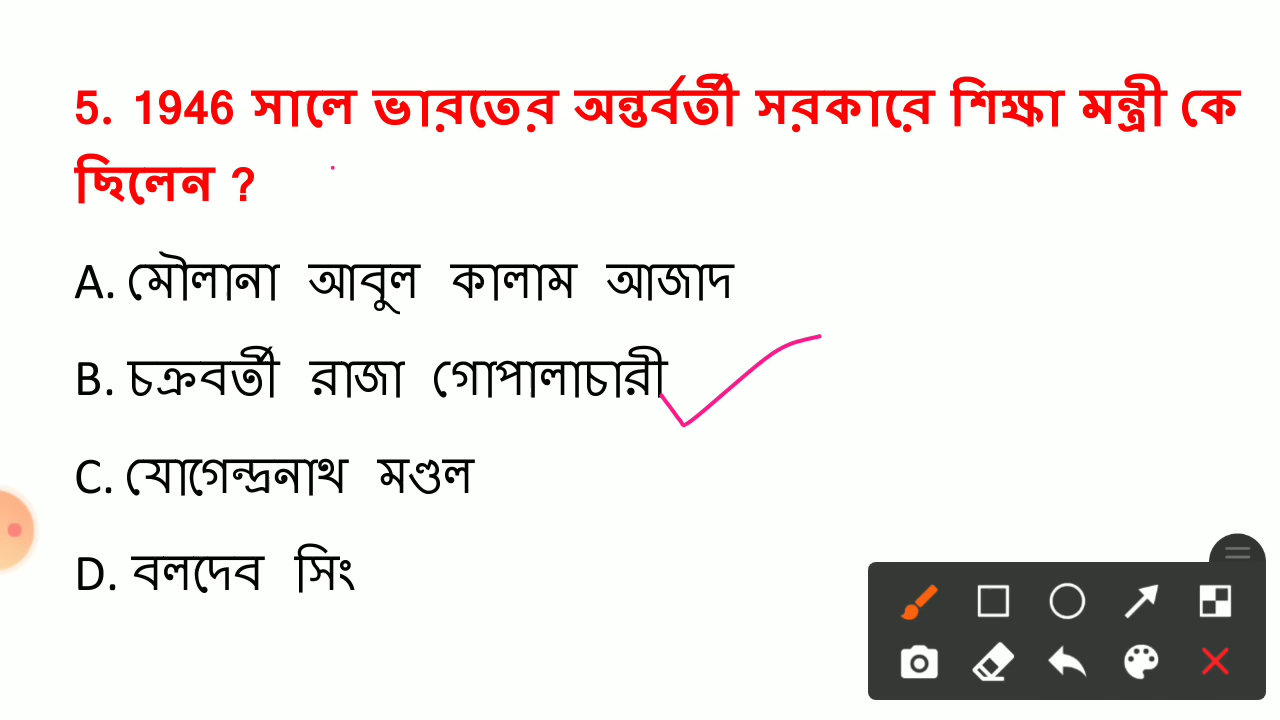 5. 1946 সালে ভারতের অন্তর্বর্তী সরকারে শিক্ষা মন্ত্রী কে
ছিলেন ?
A. মৌলানা আবুল কালাম আজাদ
B. চক্রবর্তী রাজা গোপালাচারী
C. যোগেন্দ্রনাথ মণ্ডল
D. বলদেব সিং